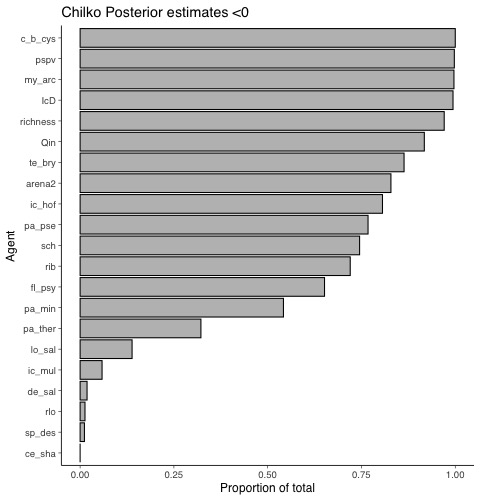 Chilko Posterior estimates <0
Agent
c_b_cys
pspv
my_arc
IcD
richness
Qin
te_bry
arena2
ic_hof
pa_pse
sch
rib
fl_psy
pa_min
pa_ther
lo_sal
ic_mul
de_sal
rlo
sp_des
ce_sha
0.00 0.25 0.50 0.75 1.00
Proportion of total